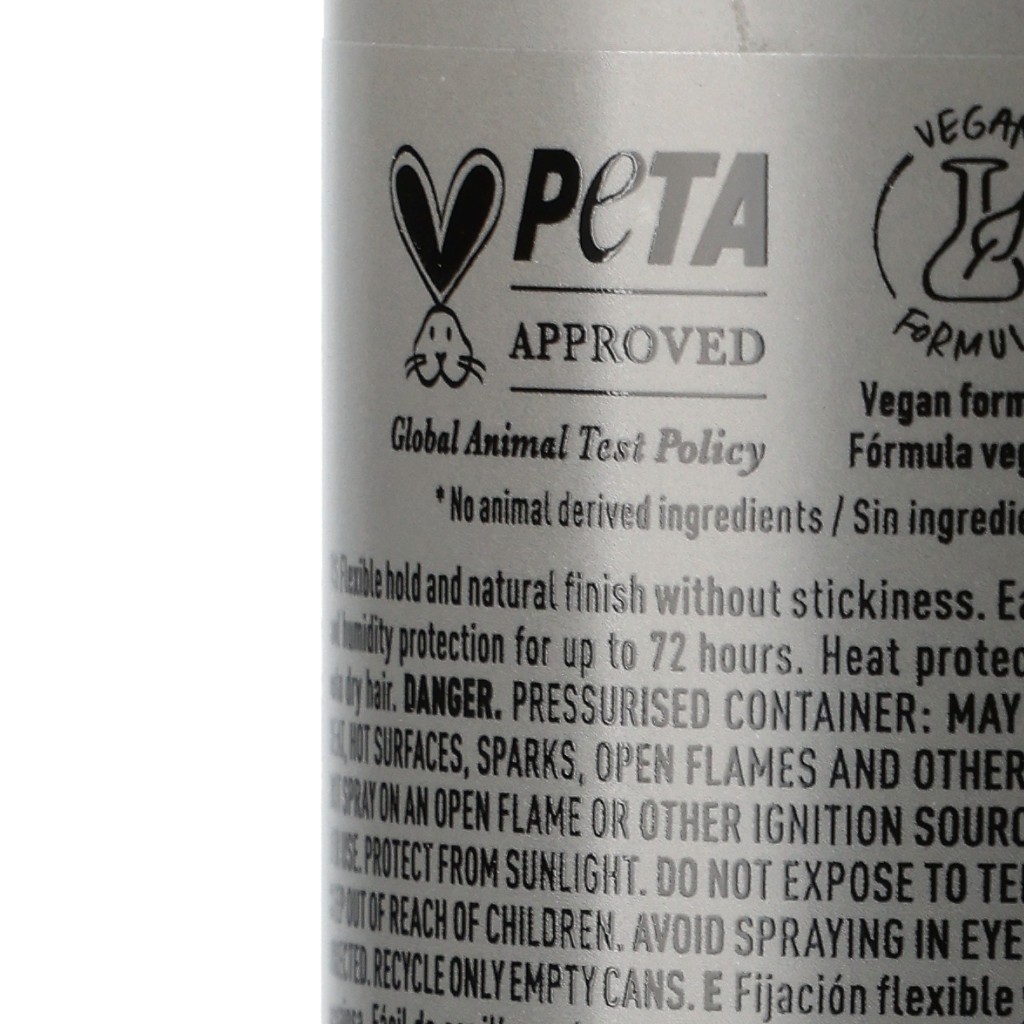 PETA
APPROVED
Global Animal Test Policy
VEGAN
FORMU
Vegan form
Fórmula veg
* No animal derived ingredients / Sin ingredie
Flexible hold and natural finish without stickiness. Ea
humidity protection for up to 72 hours. Heat protec
dry hair. DANGER. PRESSURISED CONTAINER: MAY
HOT SURFACES, SPARKS, OPEN FLAMES AND OTHER
SPRAY ON AN OPEN FLAME OR OTHER IGNITION SOURC
USE. PROTECT FROM SUNLIGHT. DO NOT EXPOSE TO TE
OUT OF REACH OF CHILDREN. AVOID SPRAYING IN EYE
RECYCLE ONLY EMPTY CANS. E Fijación flexible
Fácil de